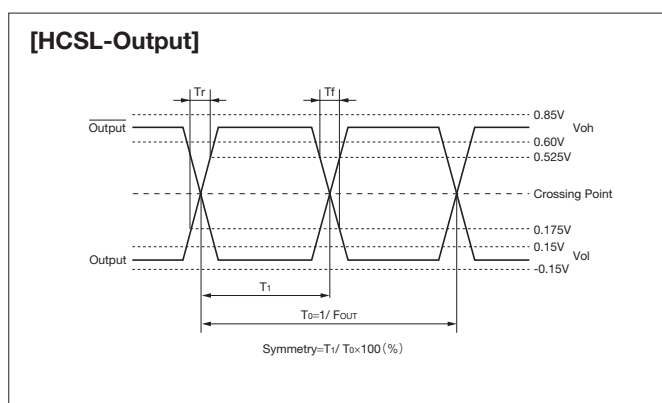 [HCSL-Output]
Tr
Tf
0.85V
Output
Voh
0.60V
0.525V
Crossing Point
0.175V
0.15V
Output
Vol
-0.15V
T1
T0=1/ FOUT
Symmetry=T1/ T0×100(%)